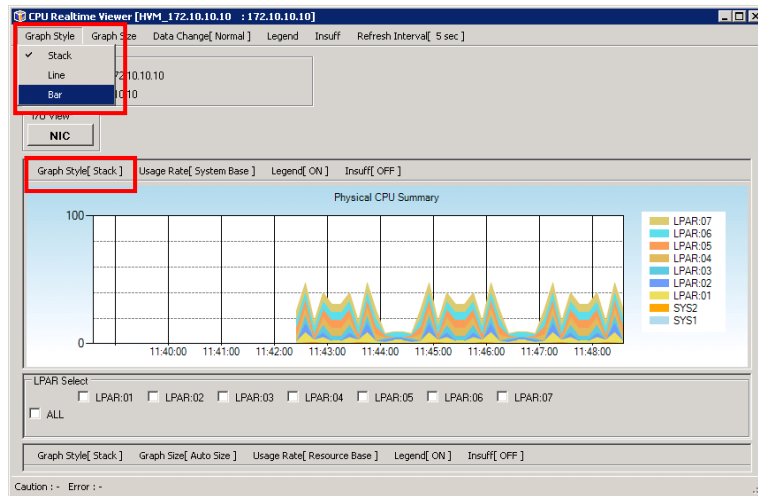 CPU Realtime Viewer [HVM_172.10.10.10 : 172.10.10.10]
Graph Style Graph Size Data Change[ Normal ] Legend Insuff Refresh Interval[ 5 sec ]
Stack
Line
Bar
72.10.10.10
10.10
I/O View
NIC
Graph Style[ Stack ] Usage Rate[ System Base ] Legend[ ON ] Insuff[ OFF ]
Physical CPU Summary
100
0
11:40:00 11:41:00 11:42:00 11:43:00 11:44:00 11:45:00 11:46:00 11:47:00 11:48:00
LPAR:07
LPAR:06
LPAR:05
LPAR:04
LPAR:03
LPAR:02
LPAR:01
SYS2
SYS1
LPAR Select
LPAR:01 LPAR:02 LPAR:03 LPAR:04 LPAR:05 LPAR:06 LPAR:07
ALL
Graph Style[ Stack ] Graph Size[ Auto Size ] Usage Rate[ Resource Base ] Legend[ ON ] Insuff[ OFF ]
Caution : - Error : -